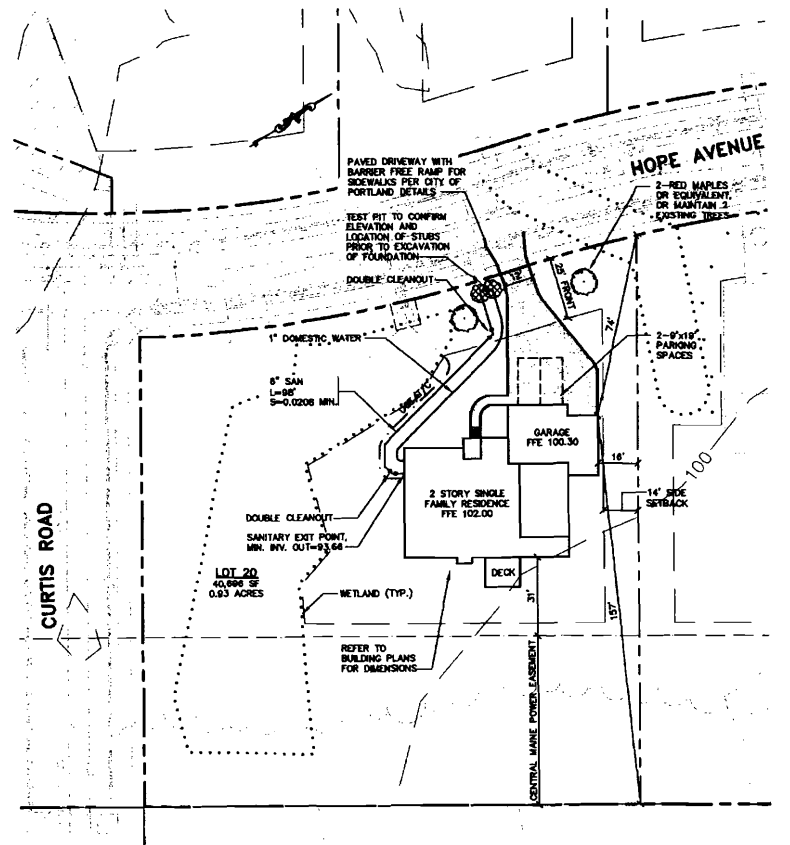 HOPE AVENUE
PAVED DRIVEWAY WITH
BARRIER FREE RAMP FOR
SIDEWALKS PER CITY OF
PORTLAND DETAILS
2-RED MAPLES
OR EQUIVALENT,
OR MAINTAIN 2
EXISTING TREES
TEST PIT TO CONFIRM
ELEVATION AND
LOCATION OF STUBS
PRIOR TO EXCAVATION
OF FOUNDATION
DOUBLE CLEANOUT
25' FRONT
74'
1" DOMESTIC WATER
2-9'x19'
PARKING
SPACES
6" SAN
L=98'
S=0.0208 MIN.
GARAGE
FFE 100.30
16'
100
14' SIDE
SETBACK
2 STORY SINGLE
FAMILY RESIDENCE
FFE 102.00
DOUBLE CLEANOUT
SANITARY EXIT POINT,
MIN. INV. OUT=93.66
CURTIS ROAD
LOT 20
40,696 SF
0.93 ACRES
WETLAND (TYP.)
DECK
31'
157'
REFER TO
BUILDING PLANS
FOR DIMENSIONS
CENTRAL MAINE POWER EASEMENT